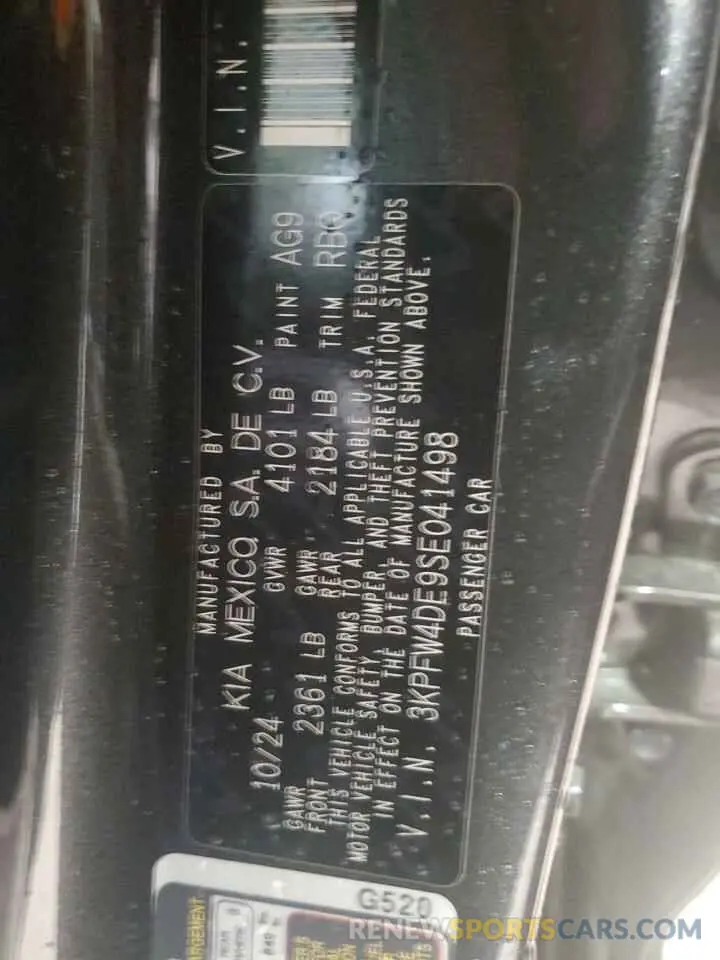 V.I.N.
MANUFACTURED BY
KIA MEXICO, S.A. DE C.V.
10/24 GVWR 4101 LB PAINT AG9
GAWR FRONT 2361 LB GAWR REAR 2184 LB TRIM RBQ
THIS VEHICLE CONFORMS TO ALL APPLICABLE U.S.A. FEDERAL
MOTOR VEHICLE SAFETY, BUMPER, AND THEFT PREVENTION STANDARDS
IN EFFECT ON THE DATE OF MANUFACTURE SHOWN ABOVE.
V.I.N. 3KPFW4DE9SE041498
PASSENGER CAR
G520
RENEWSPORTSCARS.COM